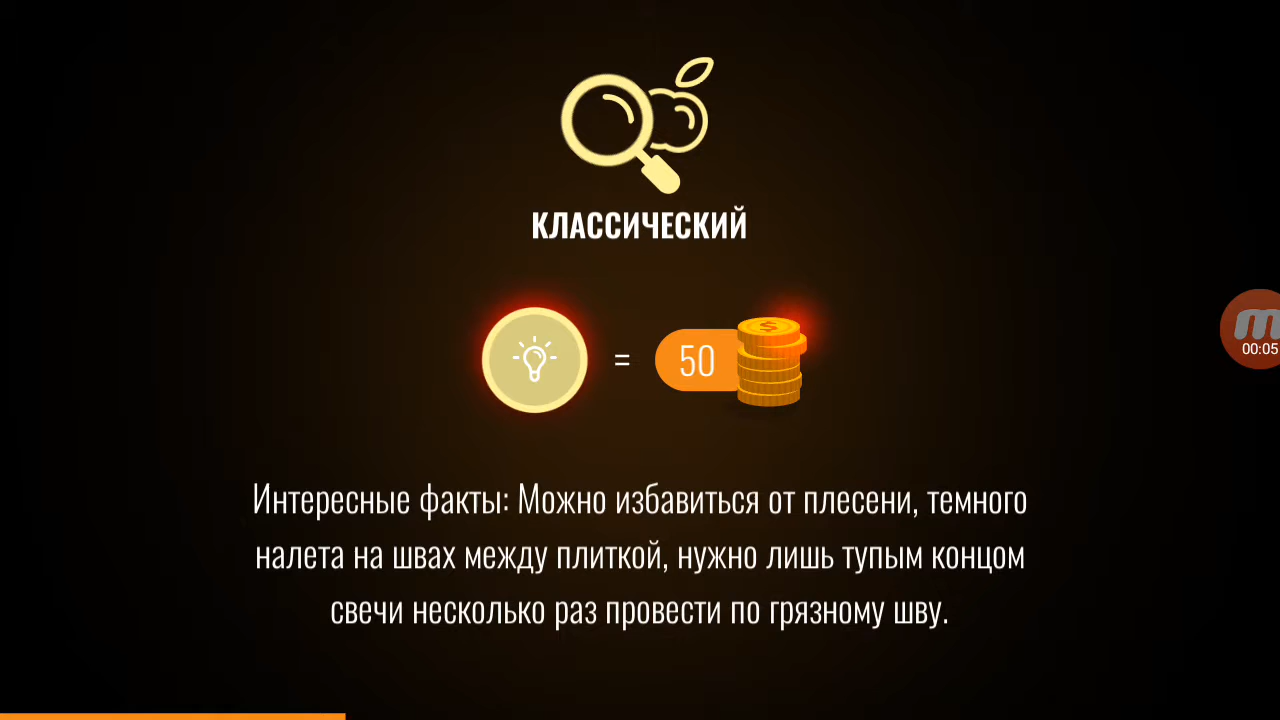 КЛАССИЧЕСКИЙ
= 50
Интересные факты: Можно избавиться от плесени, темного
налета на швах между плиткой, нужно лишь тупым концом
свечи несколько раз провести по грязному шву.
00:05